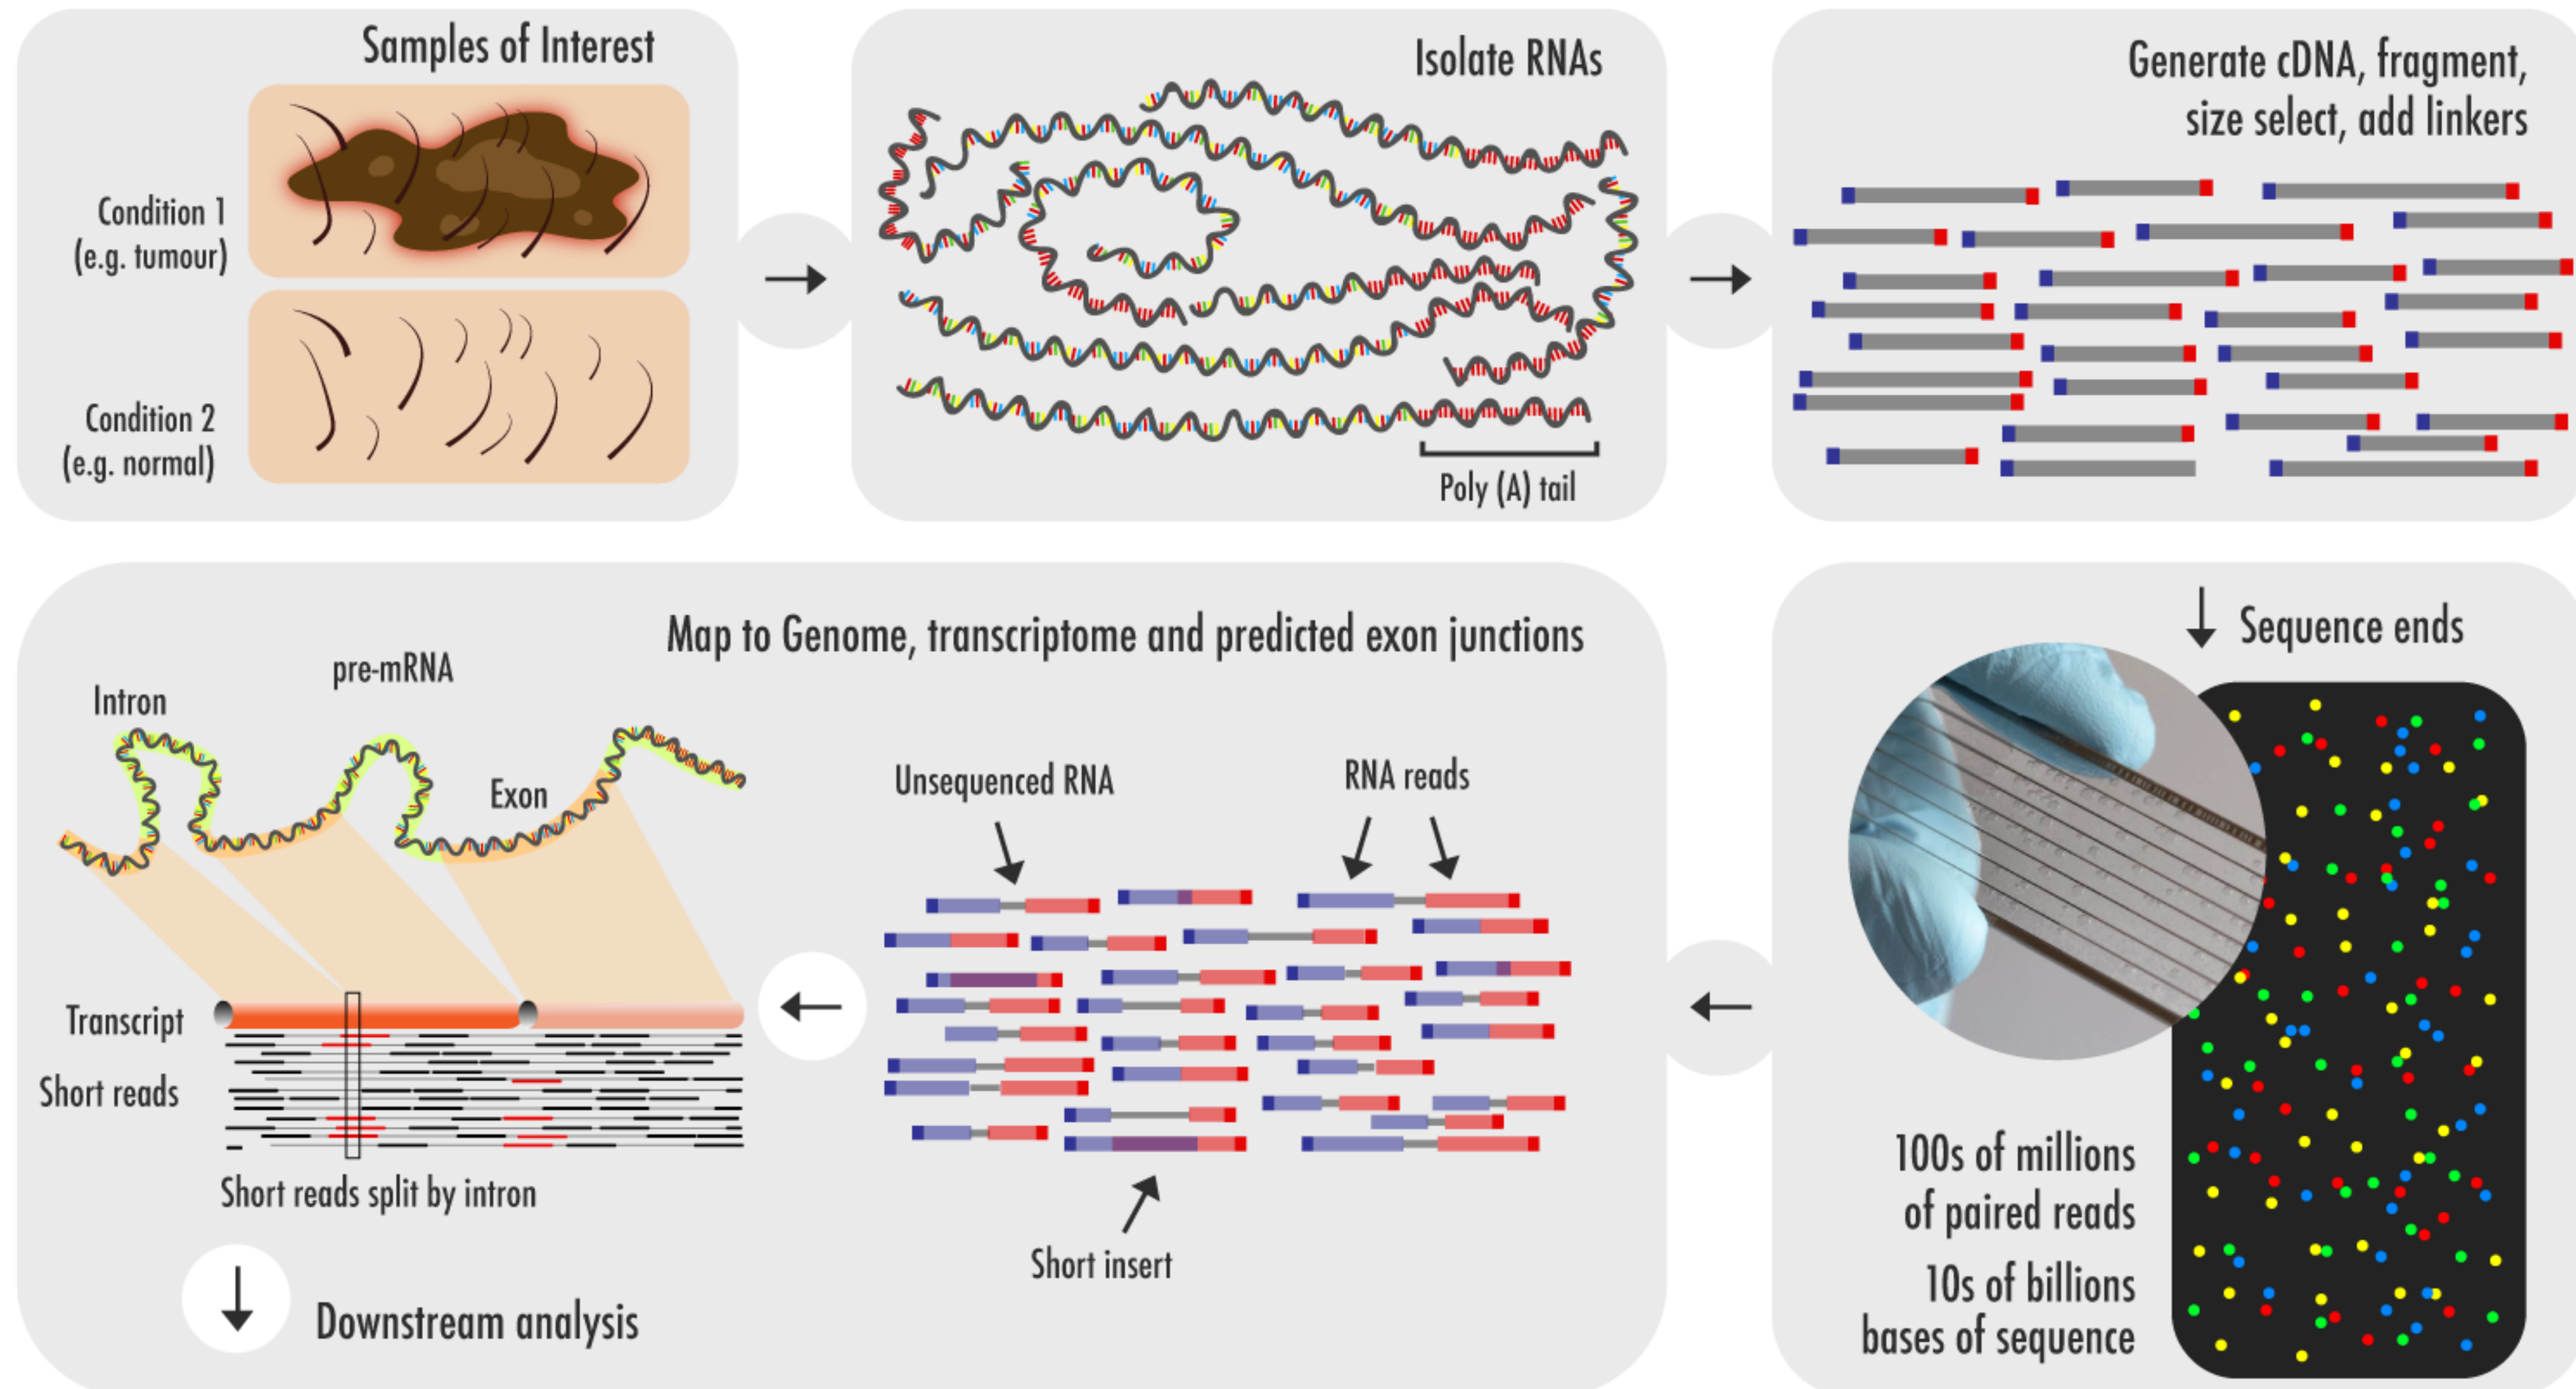 Samples of Interest
Condition 1
(e.g. tumour)
Condition 2
(e.g. normal)
Isolate RNAs
Poly (A) tail
Generate cDNA, fragment,
size select, add linkers
Sequence ends
100s of millions
of paired reads
10s of billions
bases of sequence
Map to Genome, transcriptome and predicted exon junctions
Unsequenced RNA
RNA reads
Short insert
pre-mRNA
Intron
Exon
Transcript
Short reads
Short reads split by intron
Downstream analysis